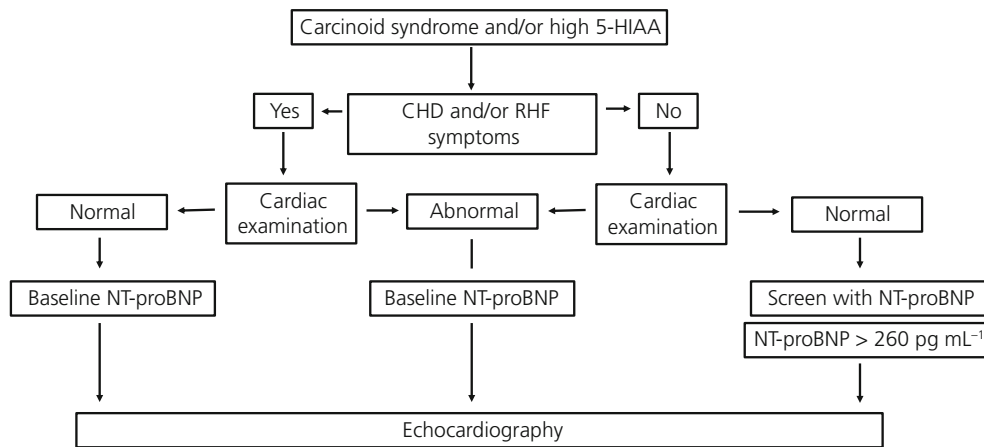 Carcinoid syndrome and/or high 5-HIAA
Yes
CHD and/or RHF
symptoms
No
Normal
Cardiac
examination
Abnormal
Cardiac
examination
Normal
Baseline NT-proBNP
Baseline NT-proBNP
Screen with NT-proBNP
NT-proBNP > 260 pg mL⁻¹
Echocardiography